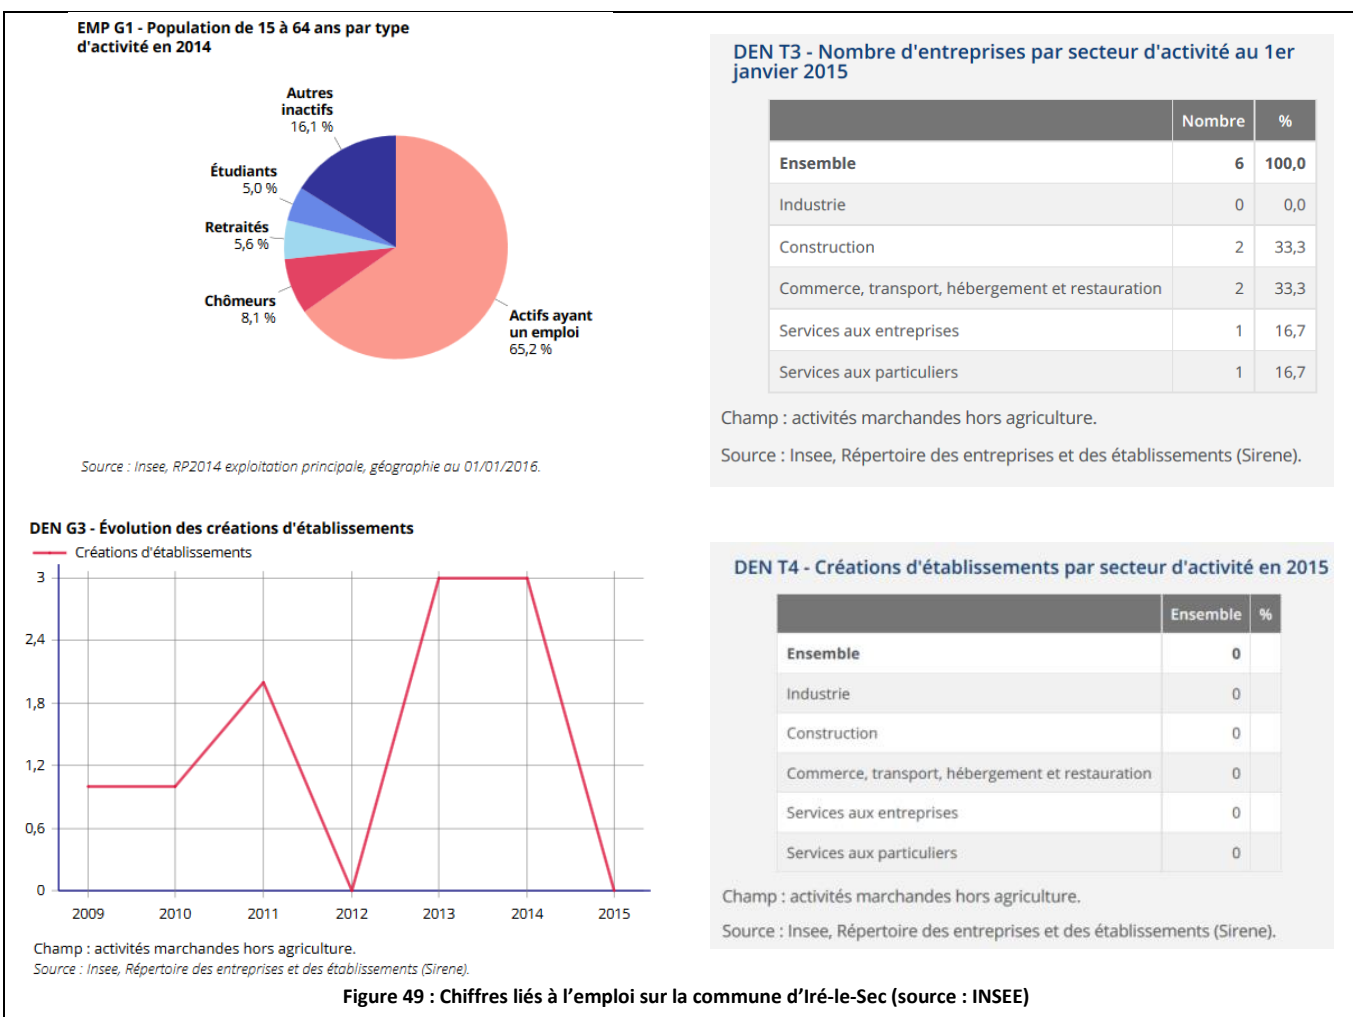 EMP G1 - Population de 15 à 64 ans par type
d'activité en 2014
Autres
inactifs
16,1 %
Étudiants
5,0 %
Retraités
5,6 %
Chômeurs
8,1 %
Actifs ayant
un emploi
65,2 %
Source : Insee, RP2014 exploitation principale, géographie au 01/01/2016.
DEN T3 - Nombre d'entreprises par secteur d'activité au 1er
janvier 2015
Nombre %
Ensemble 6 100,0
Industrie 0 0,0
Construction 2 33,3
Commerce, transport, hébergement et restauration 2 33,3
Services aux entreprises 1 16,7
Services aux particuliers 1 16,7
Champ : activités marchandes hors agriculture.
Source : Insee, Répertoire des entreprises et des établissements (Sirene).
DEN G3 - Évolution des créations d'établissements
Créations d'établissements
3
2,4
1,8
1,2
0,6
0
2009 2010 2011 2012 2013 2014 2015
Champ : activités marchandes hors agriculture.
Source : Insee, Répertoire des entreprises et des établissements (Sirene).
DEN T4 - Créations d'établissements par secteur d'activité en 2015
Ensemble %
Ensemble 0
Industrie 0
Construction 0
Commerce, transport, hébergement et restauration 0
Services aux entreprises 0
Services aux particuliers 0
Champ : activités marchandes hors agriculture.
Source : Insee, Répertoire des entreprises et des établissements (Sirene).
Figure 49 : Chiffres liés à l'emploi sur la commune d'Iré-le-Sec (source : INSEE)